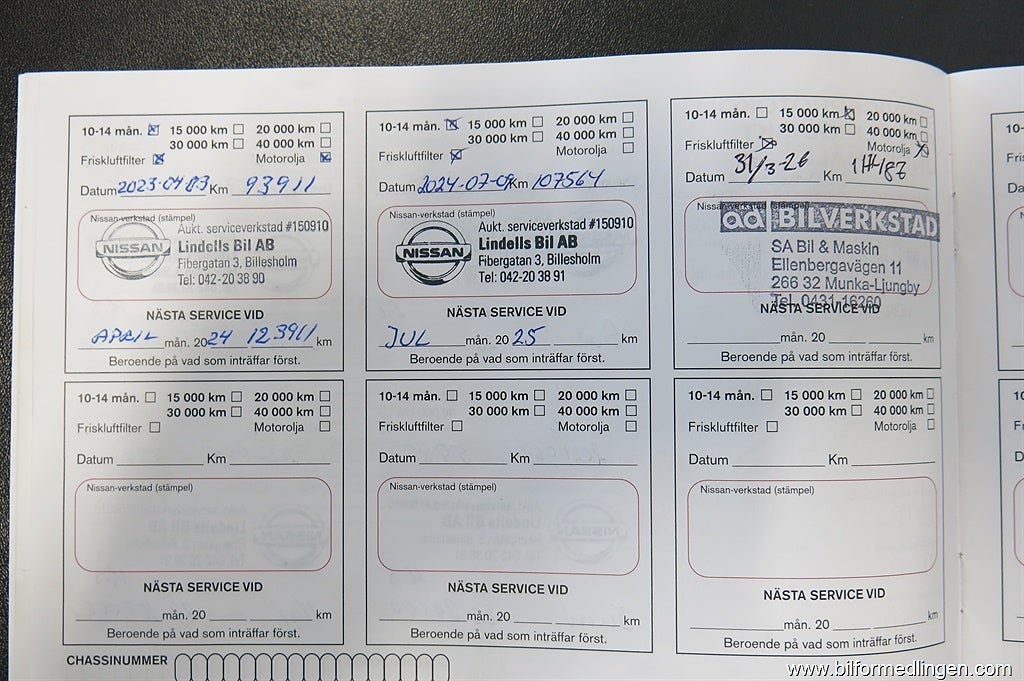 10-14 mån. 15 000 km 20 000 km
30 000 km 40 000 km
Friskluftfilter Motorolja
Datum 2023-04 03 Km 93911
Nissan-verkstad (stämpel)
NISSAN
Aukt. serviceverkstad #150910
Lindells Bil AB
Fibergatan 3, Billesholm
Tel: 042-20 38 90
NÄSTA SERVICE VID
APRIL mån. 2024 123911 km
Beroende på vad som inträffar först.
10-14 mån. 15 000 km 20 000 km
30 000 km 40 000 km
Friskluftfilter Motorolja
Datum 2024-07-09 Km 107564
Nissan-verkstad (stämpel)
NISSAN
Aukt. serviceverkstad #150910
Lindells Bil AB
Fibergatan 3, Billesholm
Tel: 042-20 38 91
NÄSTA SERVICE VID
JUL mån. 20 25 km
Beroende på vad som inträffar först.
10-14 mån. 15 000 km 20 000 km
30 000 km 40 000 km
Friskluftfilter Motorolja
Datum 31/3-26 Km
Nissan-verkstad (stämpel)
ad BILVERKSTAD
SA Bil & Maskin
Ellenbergavägen 11
266 32 Munka-Ljungby
Tel. 0431-16260
NÄSTA SERVICE VID
mån. 20 km
Beroende på vad som inträffar först.
10-14 mån. 15 000 km 20 000 km
30 000 km 40 000 km
Friskluftfilter Motorolja
Datum Km
Nissan-verkstad (stämpel)
NÄSTA SERVICE VID
mån. 20 km
Beroende på vad som inträffar först.
10-14 mån. 15 000 km 20 000 km
30 000 km 40 000 km
Friskluftfilter Motorolja
Datum Km
Nissan-verkstad (stämpel)
NÄSTA SERVICE VID
mån. 20 km
Beroende på vad som inträffar först.
10-14 mån. 15 000 km 20 000 km
30 000 km 40 000 km
Friskluftfilter Motorolja
Datum Km
Nissan-verkstad (stämpel)
NÄSTA SERVICE VID
mån. 20 km
Beroende på vad som inträffar först.
CHASSINUMMER
www.bilformedlingen.com